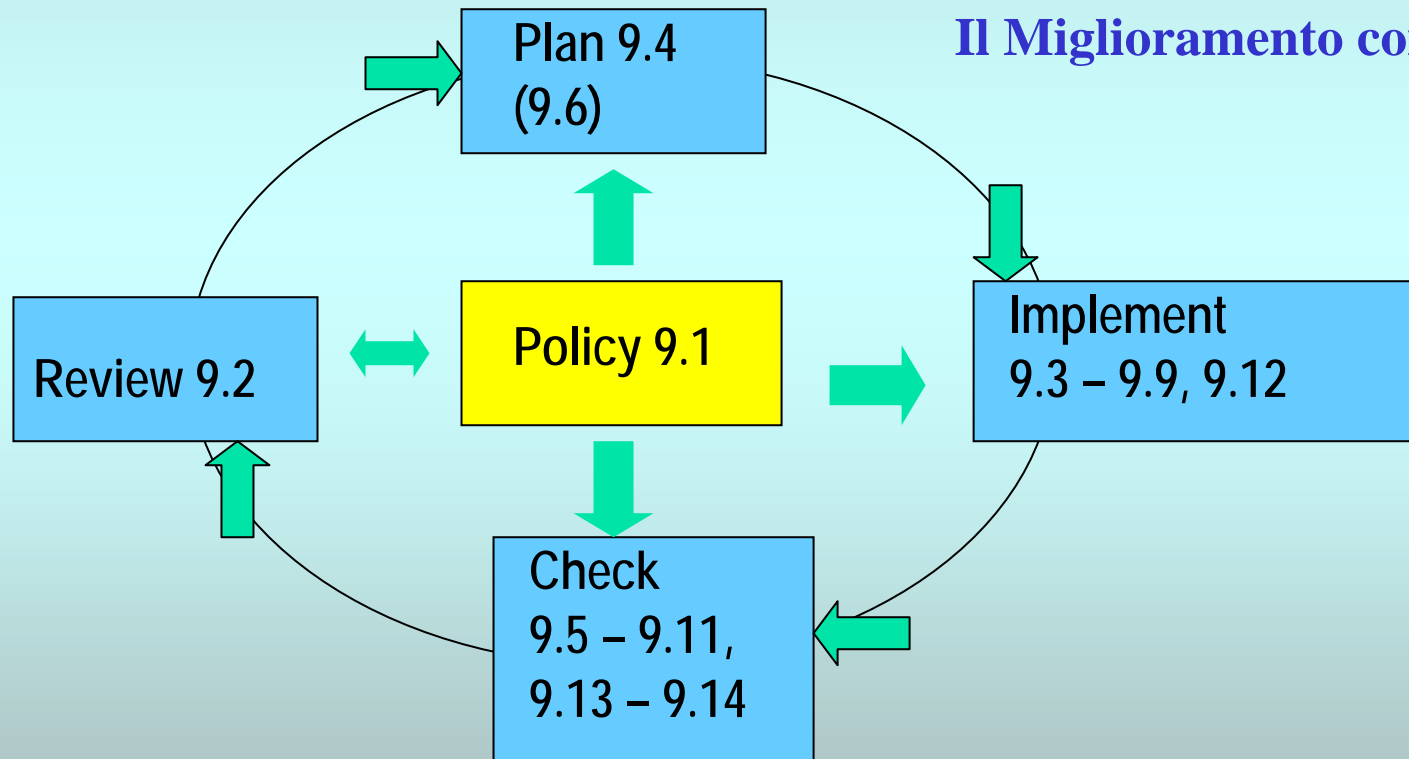 Il Miglioramento
Plan 9.4
(9.6)
Policy 9.1
Implement
9.3 – 9.9, 9.12
Review 9.2
Check
9.5 – 9.11,
9.13 – 9.14